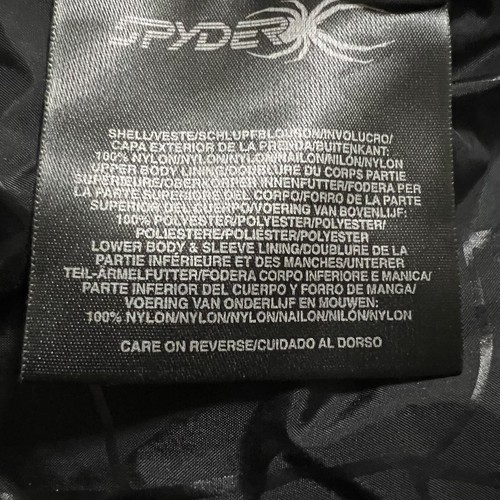 SPYDER
SHELL/VESTE/SCHLUPFBLOUSON/INVOLUCRO/
CAPA EXTERIOR DE LA PRENDA/BUITENKANT:
100% NYLON/NYLON/NYLON/NAILON/NILÓN/NYLON
UPPER BODY LINING/DOUBLURE DU CORPS PARTIE
SUPÉRIEURE/OBERKÖRPER INNENFUTTER/FODERA PER
LA PARTE SUPERIORE DEL CORPO/FORRO DE LA PARTE
SUPERIOR DEL CUERPO/VOERING VAN BOVENLIJF:
100% POLYESTER/POLYESTER/POLYESTER/
POLIESTERE/POLIÉSTER/POLYESTER
LOWER BODY & SLEEVE LINING/DOUBLURE DE LA
PARTIE INFÉRIEURE ET DES MANCHES/UNTERER
TEIL-ÄRMELFUTTER/FODERA CORPO INFERIORE E MANICA/
PARTE INFERIOR DEL CUERPO Y FORRO DE MANGA/
VOERING VAN ONDERLIJF EN MOUWEN:
100% NYLON/NYLON/NYLON/NAILON/NILÓN/NYLON
CARE ON REVERSE/CUIDADO AL DORSO